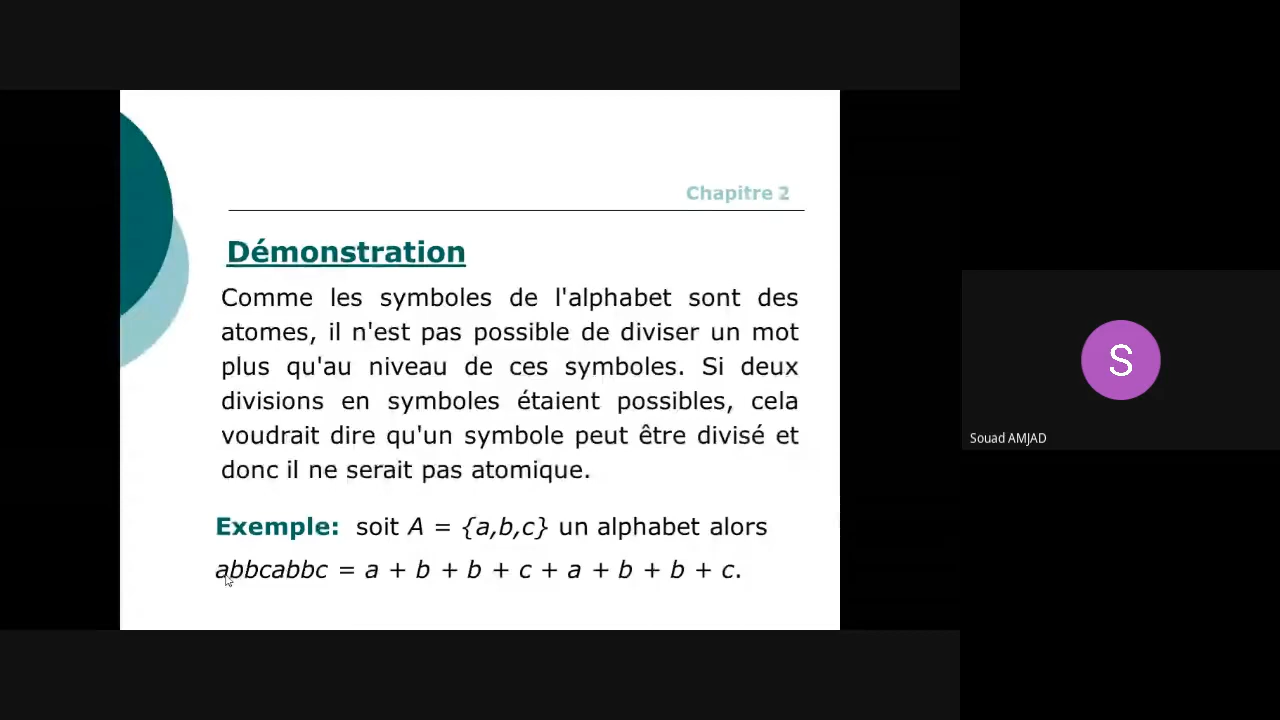 Chapitre 2
Démonstration
Comme les symboles de l'alphabet sont des
atomes, il n'est pas possible de diviser un mot
plus qu'au niveau de ces symboles. Si deux
divisions en symboles étaient possibles, cela
voudrait dire qu'un symbole peut être divisé et
donc il ne serait pas atomique.
Exemple: soit A = {a,b,c} un alphabet alors
abbcabbc = a + b + b + c + a + b + b + c.
S
Souad AMJAD